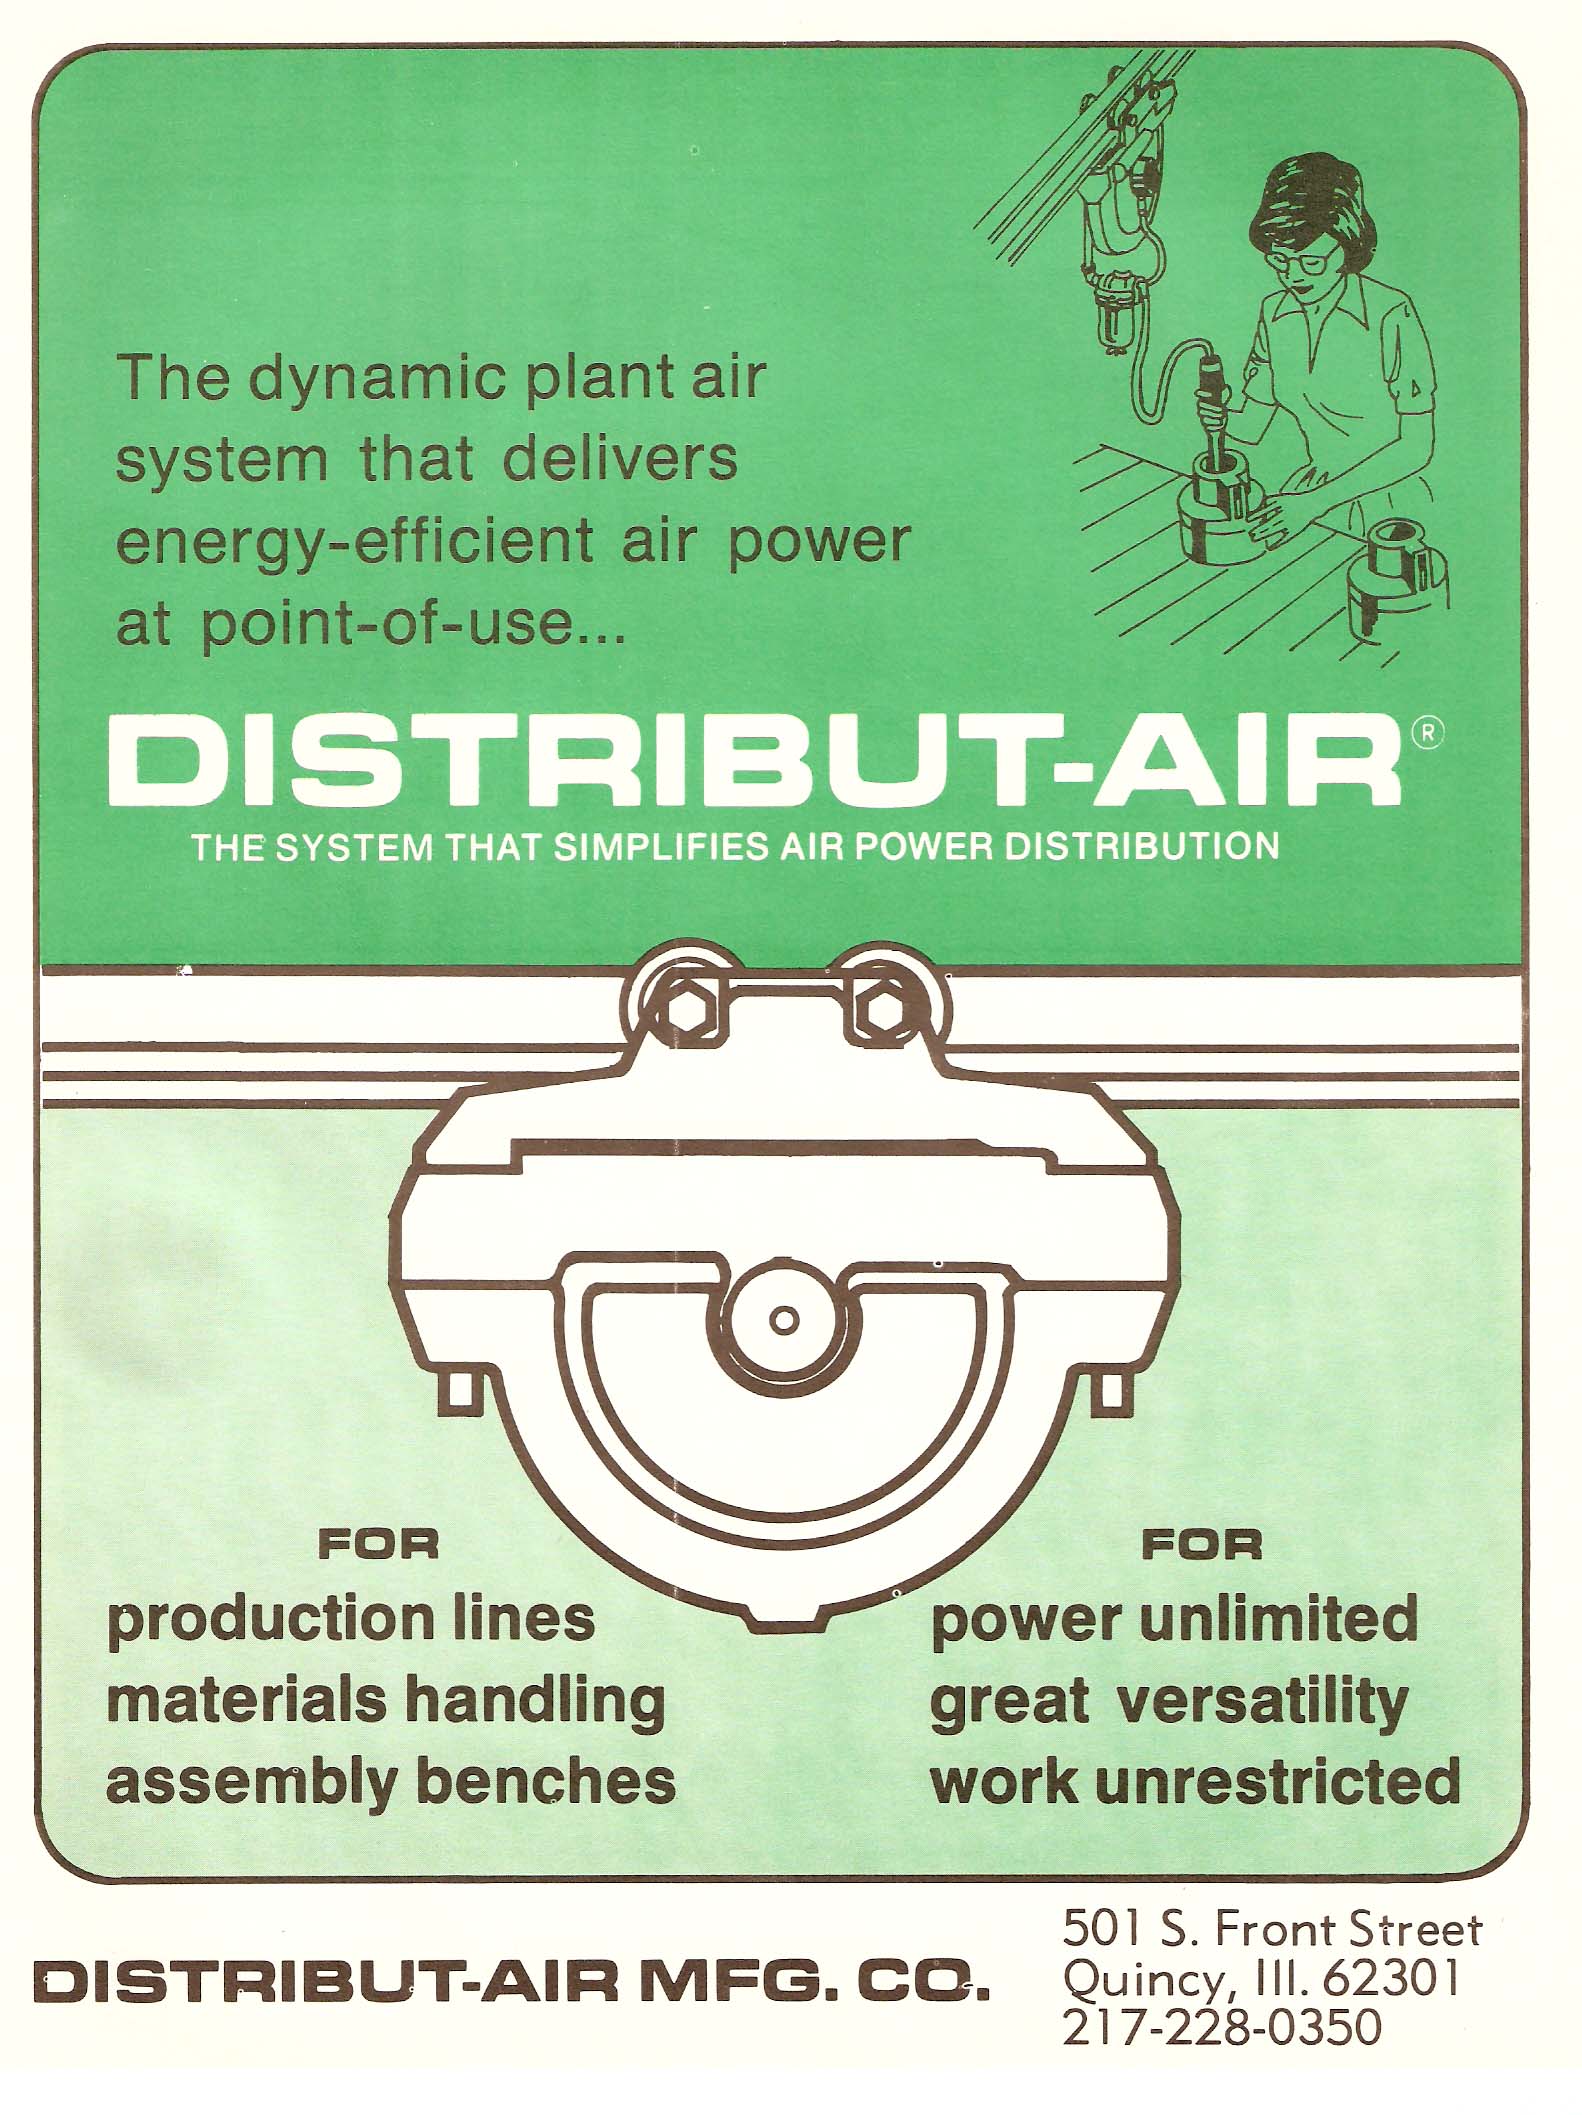 The dynamic plant air
system that delivers
energy-efficient air power
at point-of-use...
DISTRIBUT-AIR®
THE SYSTEM THAT SIMPLIFIES AIR POWER DISTRIBUTION
FOR
production lines
materials handling
assembly benches
FOR
power unlimited
great versatility
work unrestricted
DISTRIBUT-AIR MFG. CO.
501 S. Front Street
Quincy, Ill. 62301
217-228-0350